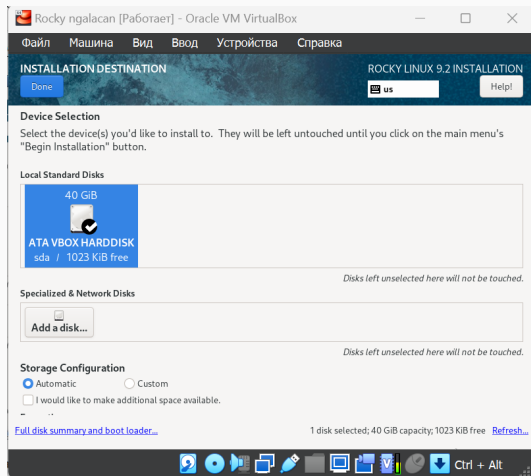 Rocky ngalacan [Работает] - Oracle VM VirtualBox
Файл Машина Вид Ввод Устройства Справка
INSTALLATION DESTINATION
ROCKY LINUX 9.2 INSTALLATION
Done
us
Help!
Device Selection
Select the device(s) you'd like to install to. They will be left untouched until you click on the main menu's
"Begin Installation" button.
Local Standard Disks
40 GiB
ATA VBOX HARDDISK
sda / 1023 KiB free
Disks left unselected here will not be touched.
Specialized & Network Disks
Add a disk...
Disks left unselected here will not be touched.
Storage Configuration
Automatic Custom
I would like to make additional space available.
Full disk summary and boot loader...
1 disk selected; 40 GiB capacity; 1023 KiB free Refresh...
Ctrl + Alt